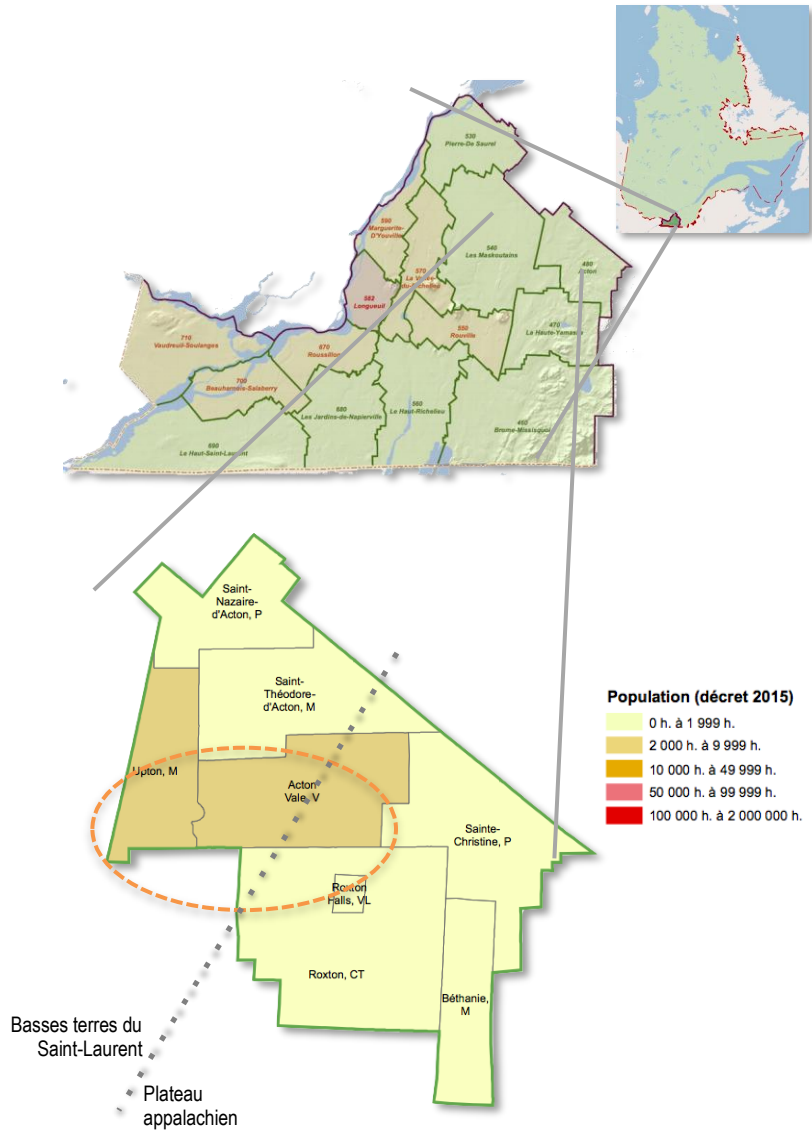 530
Pierre-De Saurel
590
Marguerite-
D'Youville
540
Les Maskoutains
480
Acton
570
La Vallée-
du-Richelieu
582
Longueuil
470
La Haute-Yamaska
550
Rouville
710
Vaudreuil-Soulanges
670
Roussillon
700
Beauharnois-Salaberry
680
Les Jardins-de-Napierville
560
Le Haut-Richelieu
460
Brome-Missisquoi
690
Le Haut-Saint-Laurent
Saint-
Nazaire-
d'Acton, P
Saint-
Théodore-
d'Acton, M
Upton, M
Acton
Vale, V
Sainte-
Christine, P
Roxton
Falls, VL
Roxton, CT
Béthanie,
M
Basses terres du
Saint-Laurent
Plateau
appalachien
Population (décret 2015)
0 h. à 1 999 h.
2 000 h. à 9 999 h.
10 000 h. à 49 999 h.
50 000 h. à 99 999 h.
100 000 h. à 2 000 000 h.